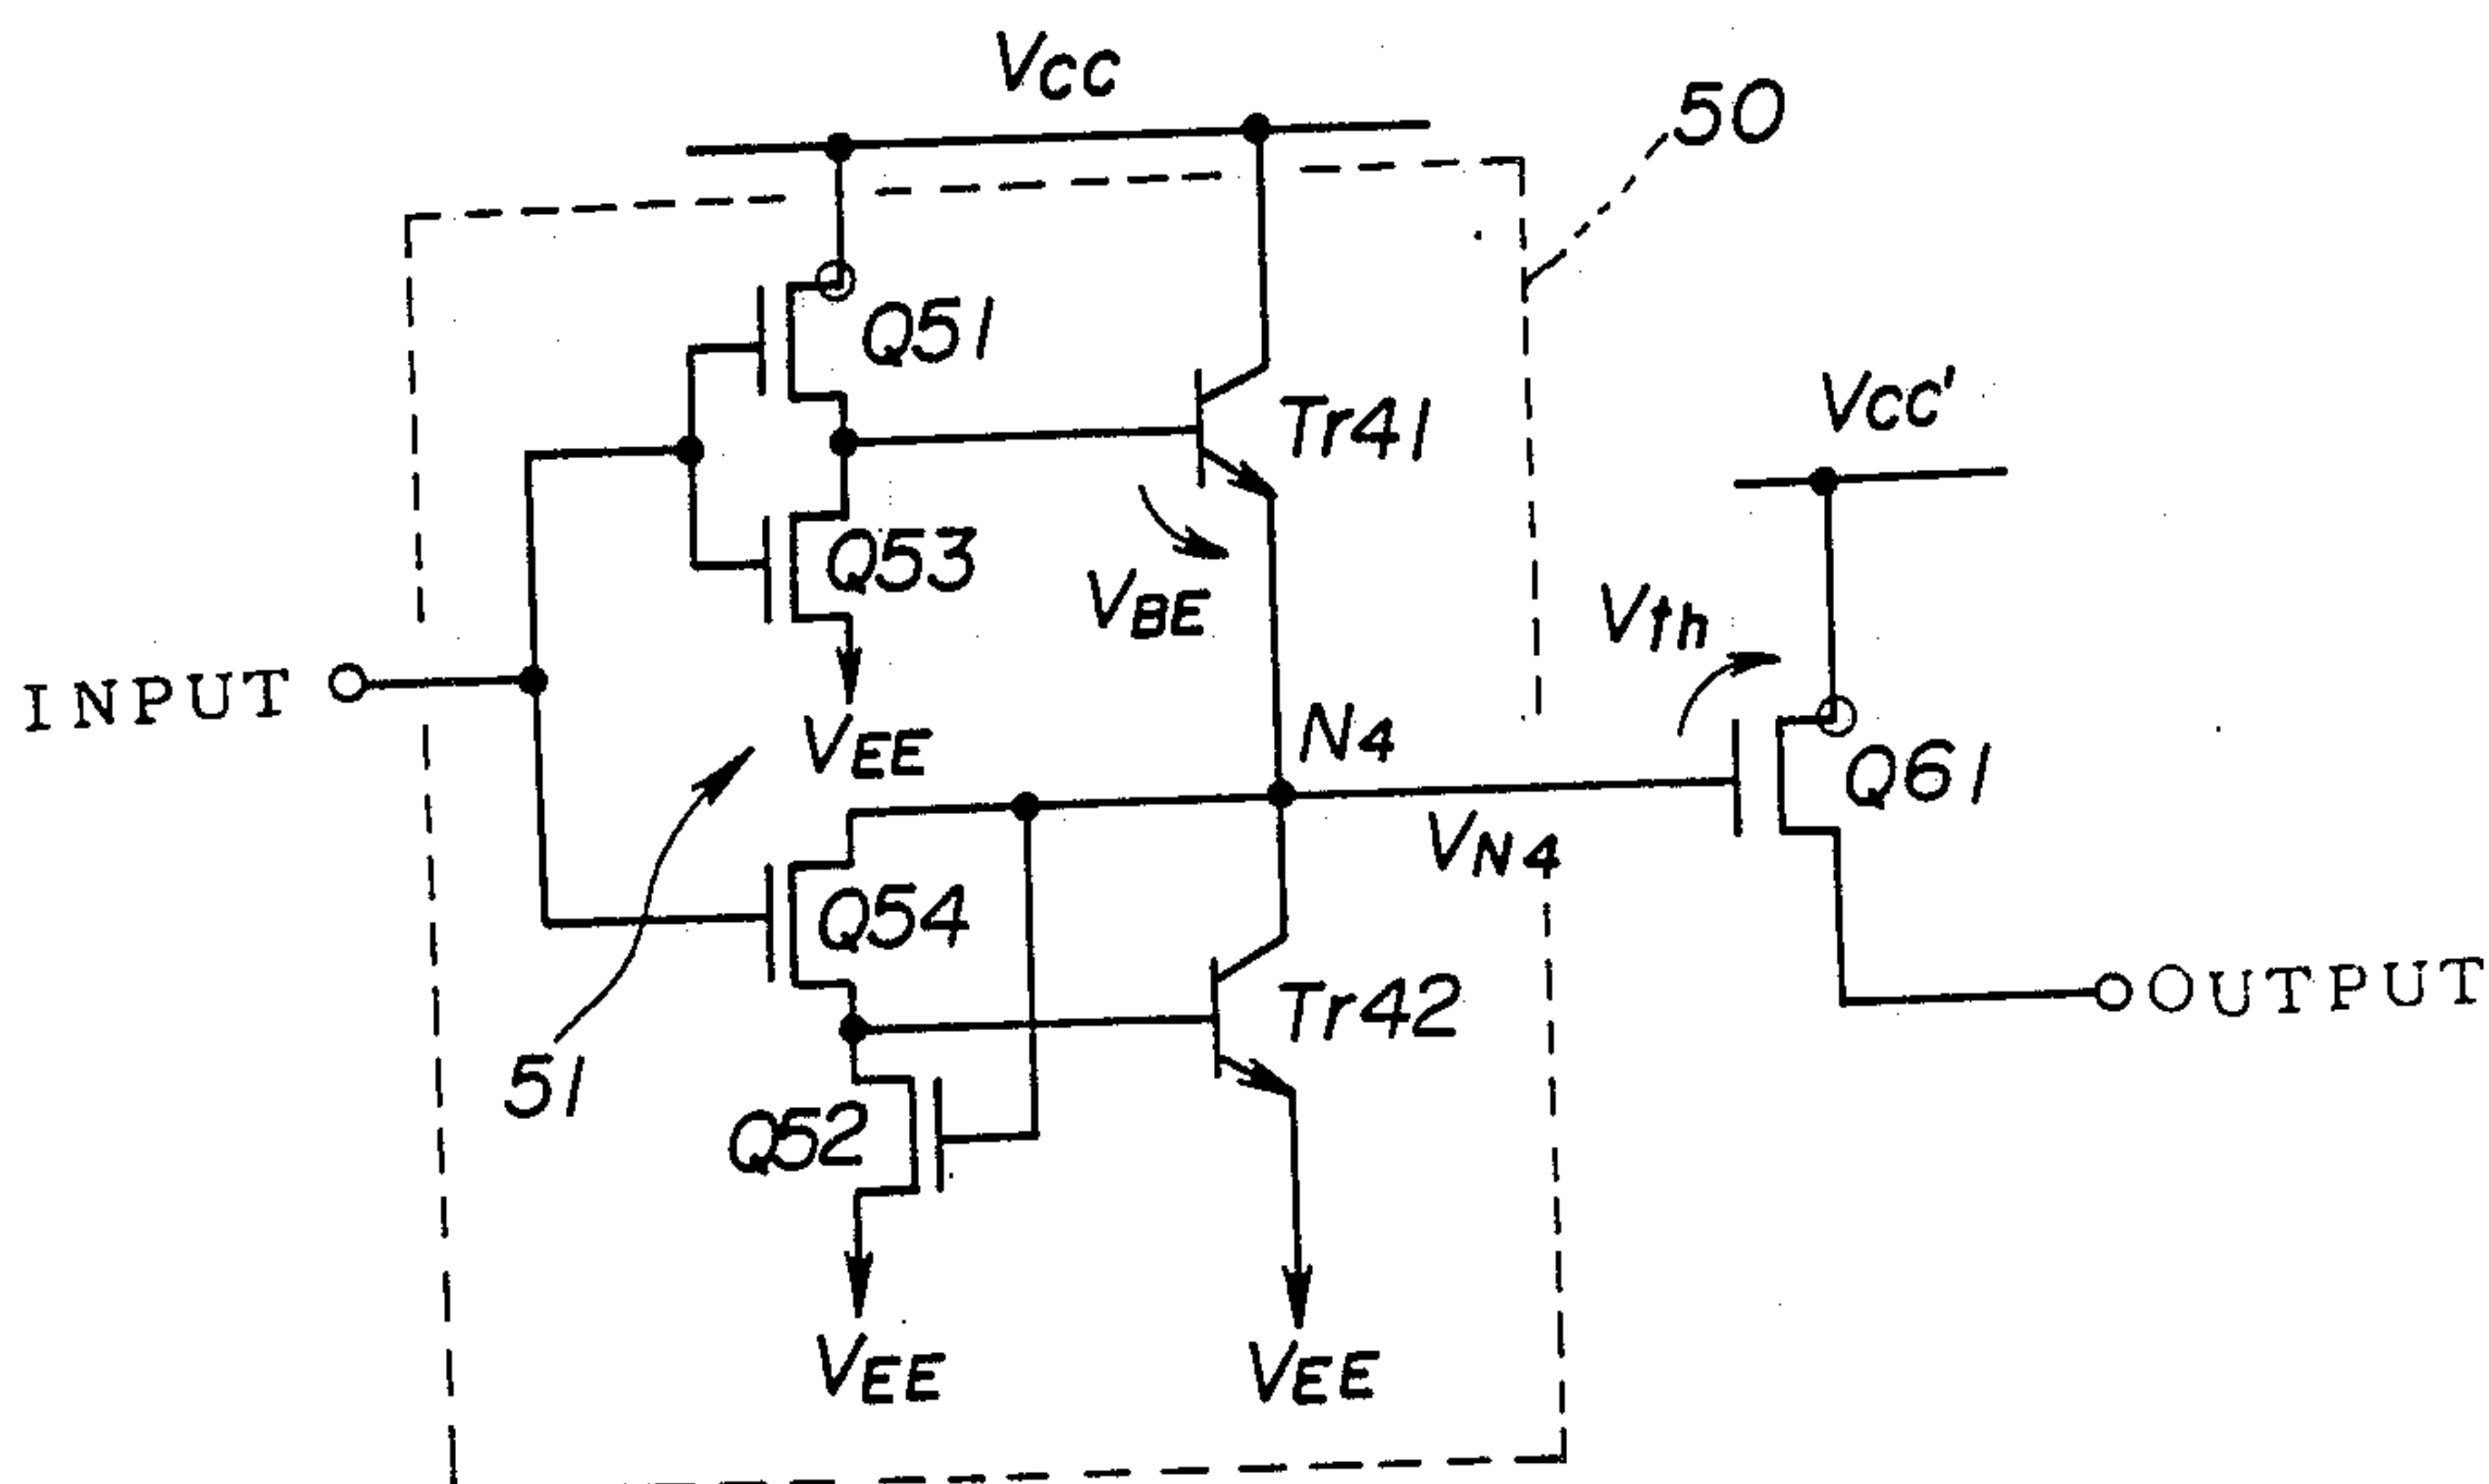 Vcc
50
Q51
Tr41
Vcc'
Q53
VBE
Vth
INPUT
VEE
N4
Q61
VN4
Q54
Tr42
OUTPUT
51
Q52
VEE
VEE